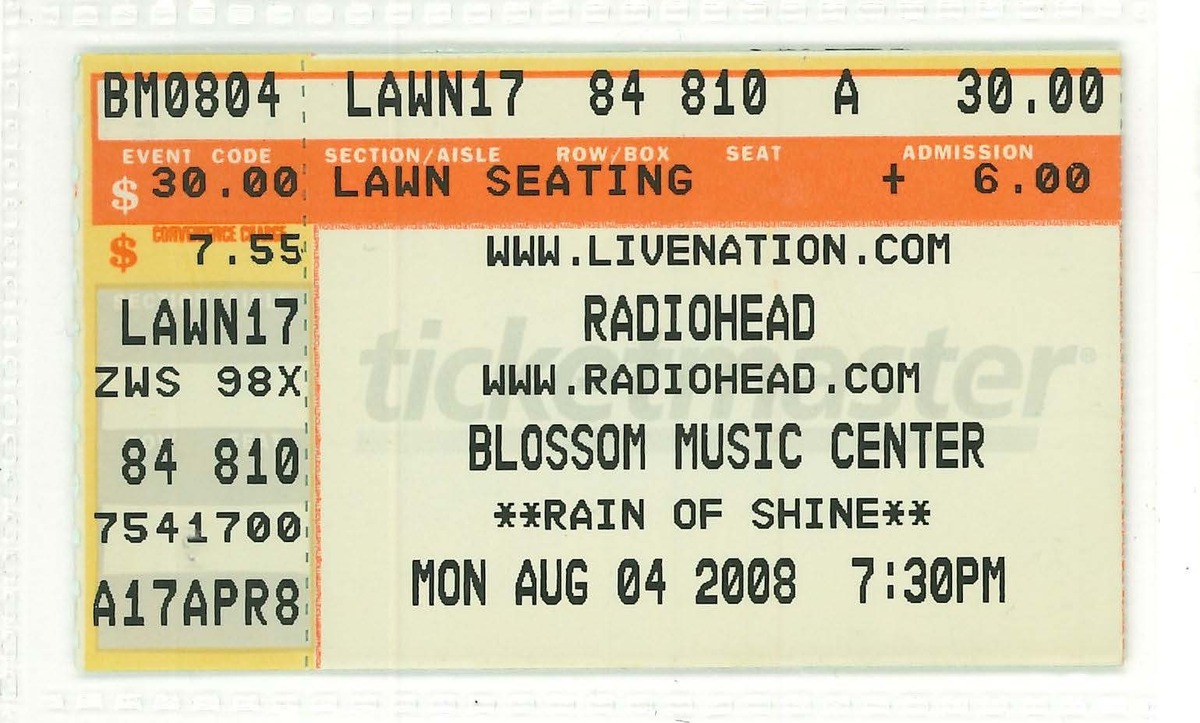 BM0804 LAWN17 84 810 A 30.00
EVENT CODE SECTION/AISLE ROW/BOX SEAT ADMISSION
$ 30.00 LAWN SEATING + 6.00
CONVENIENCE CHARGE
$ 7.55
WWW.LIVENATION.COM
LAWN17
RADIOHEAD
ticketmaster®
ZWS 98X
WWW.RADIOHEAD.COM
84 810
BLOSSOM MUSIC CENTER
7541700
**RAIN OF SHINE**
A17APR8
MON AUG 04 2008 7:30PM